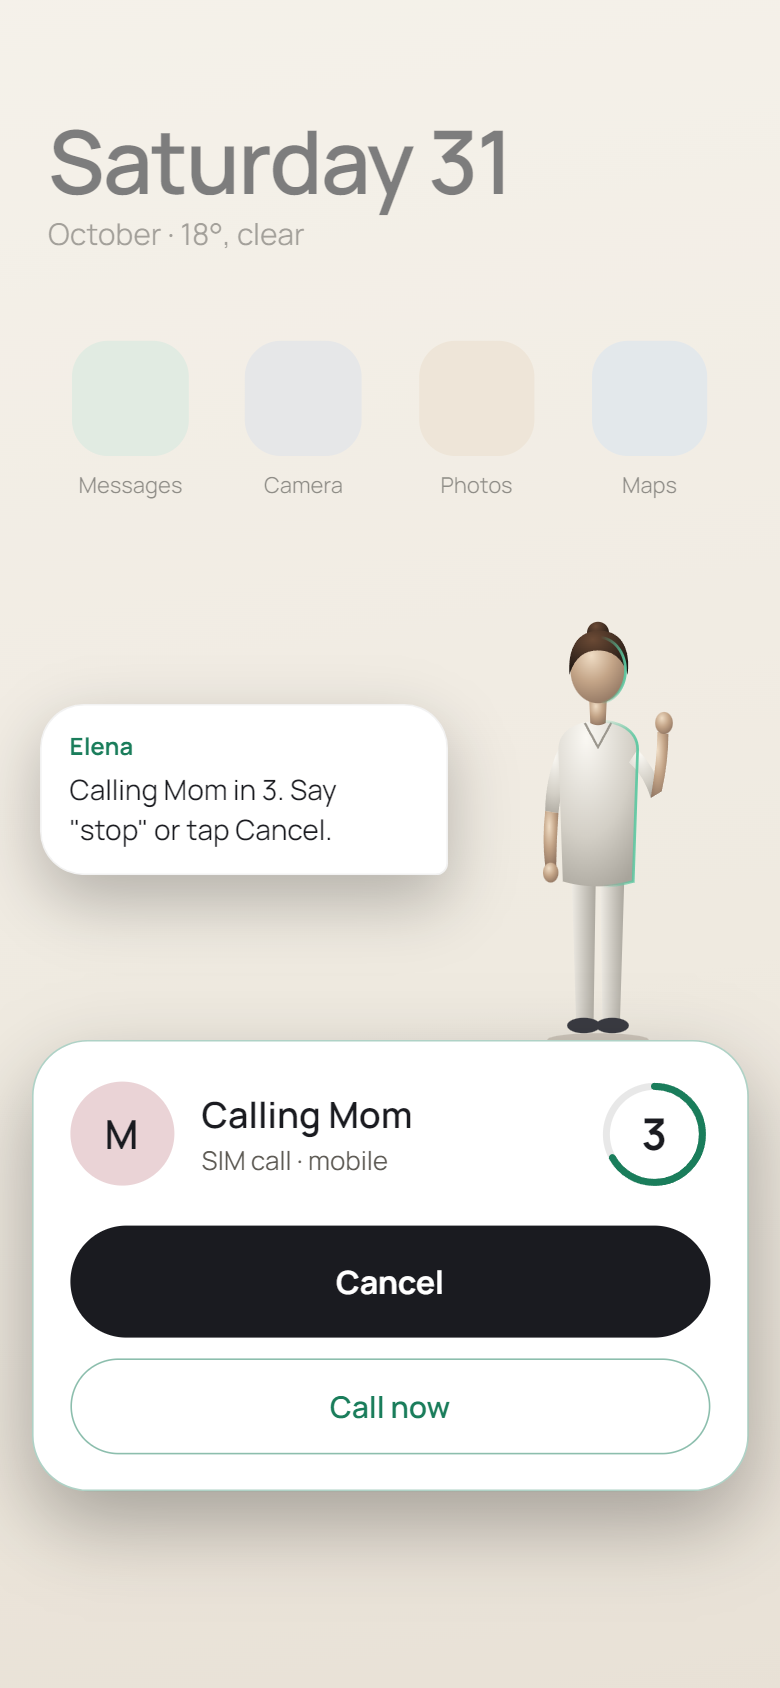 Saturday 31
October · 18°, clear
Messages
Camera
Photos
Maps
Elena
Calling Mom in 3. Say
"stop" or tap Cancel.
M
Calling Mom
SIM call · mobile
3
Cancel
Call now